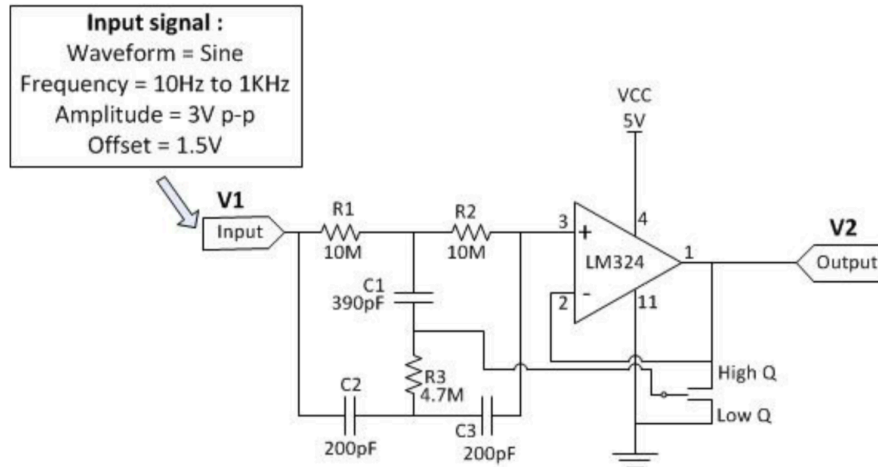 Input signal :
Waveform = Sine
Frequency = 10Hz to 1KHz
Amplitude = 3V p-p
Offset = 1.5V
VCC
5V
V1
Input
R1
10M
R2
10M
3
+
4
LM324
1
V2
Output
C1
390pF
2
-
11
R3
4.7M
High Q
C2
200pF
C3
200pF
Low Q